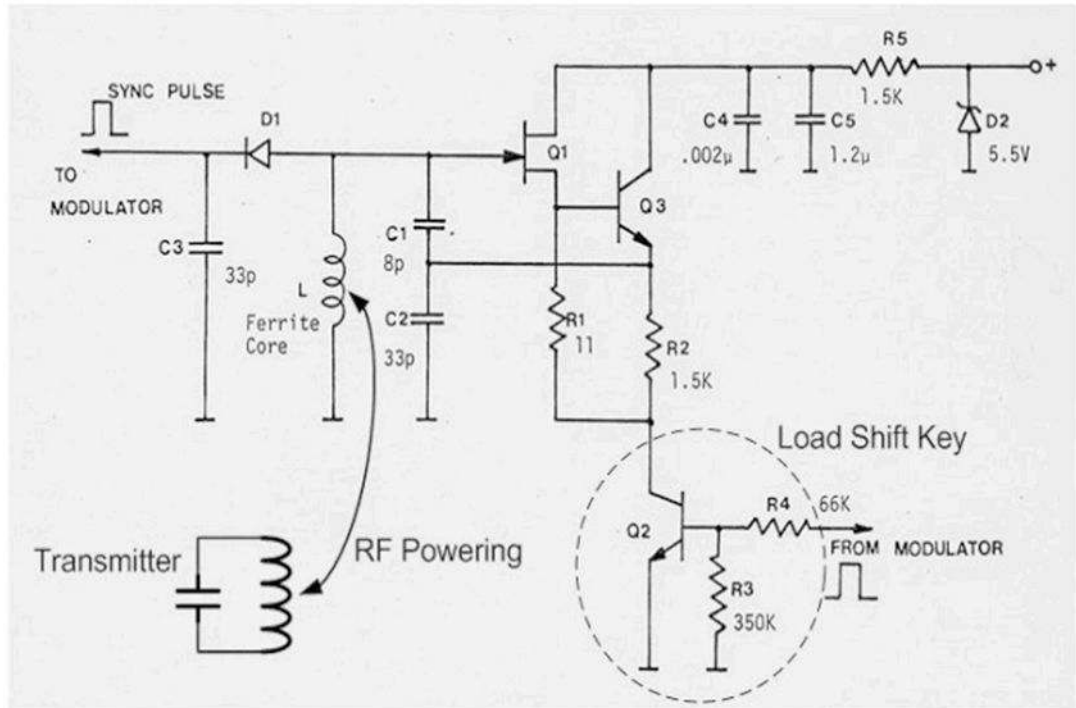 R5
1.5K
+
SYNC PULSE
D1
Q1
C4
.002µ
C5
1.2µ
D2
5.5V
TO
MODULATOR
Q3
C3
33p
C1
8p
L
Ferrite
Core
C2
33p
R1
11
R2
1.5K
Load Shift Key
R4
66K
Q2
FROM MODULATOR
R3
350K
Transmitter
RF Powering